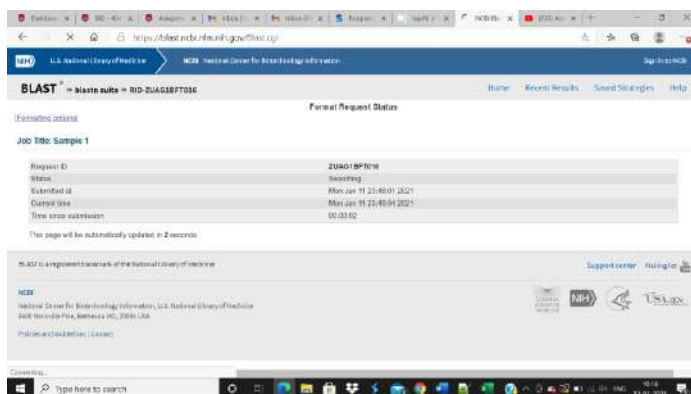 https://blast.ncbi.nlm.nih.gov/Blast.cgi
NIH U.S. National Library of Medicine NCBI National Center for Biotechnology Information Sign in to NCBI
BLAST ® » blastn suite » RID-ZUAG1BFT016 Home Recent Results Saved Strategies Help
Format Request Status
[Formatting options]
Job Title: Sample 1
Request ID ZUAG1BFT016
Status Searching
Submitted at Mon Jan 11 23:48:01 2021
Current time Mon Jan 11 23:48:04 2021
Time since submission 00:00:02
This page will be automatically updated in 2 seconds
BLAST is a registered trademark of the National Library of Medicine
Support center Mailing list
NCBI
National Center for Biotechnology Information, U.S. National Library of Medicine
8600 Rockville Pike, Bethesda MD, 20894 USA
Policies and Guidelines | Contact
NIH
USA.gov
Connecting...
Type here to search
ENG